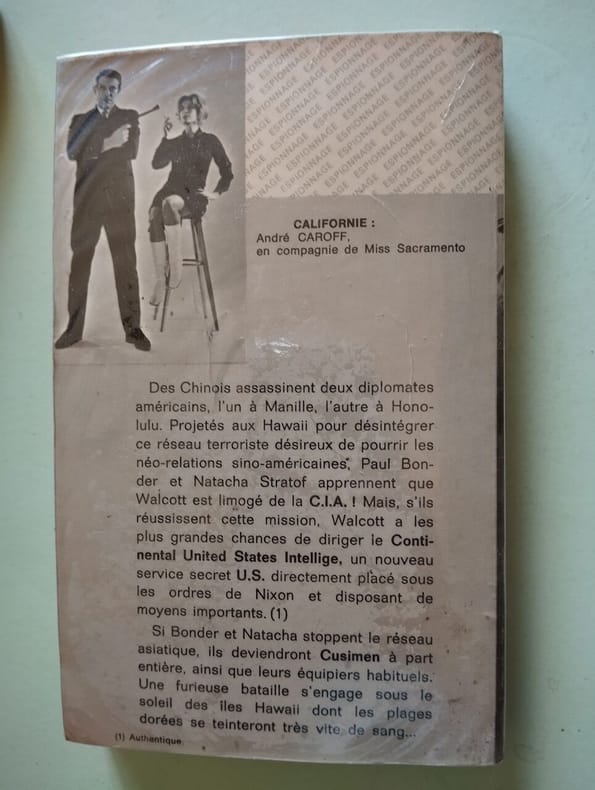 ESPIONNAGE ESPIONNAGE ESPIONNAGE ESPIONNAGE
CALIFORNIE :
André CAROFF,
en compagnie de Miss Sacramento
Des Chinois assassinent deux diplomates
américains, l'un à Manille, l'autre à Hono-
lulu. Projetés aux Hawaii pour désintégrer
ce réseau terroriste désireux de pourrir les
néo-relations sino-américaines, Paul Bon-
der et Natacha Stratof apprennent que
Walcott est limogé de la C.I.A. ! Mais, s'ils
réussissent cette mission, Walcott a les
plus grandes chances de diriger le Conti-
nental United States Intellige, un nouveau
service secret U.S. directement placé sous
les ordres de Nixon et disposant de
moyens importants. (1)
Si Bonder et Natacha stoppent le réseau
asiatique, ils deviendront Cusimen à part
entière, ainsi que leurs équipiers habituels.
Une furieuse bataille s'engage sous le
soleil des îles Hawaii dont les plages
dorées se teinteront très vite de sang...
(1) Authentique